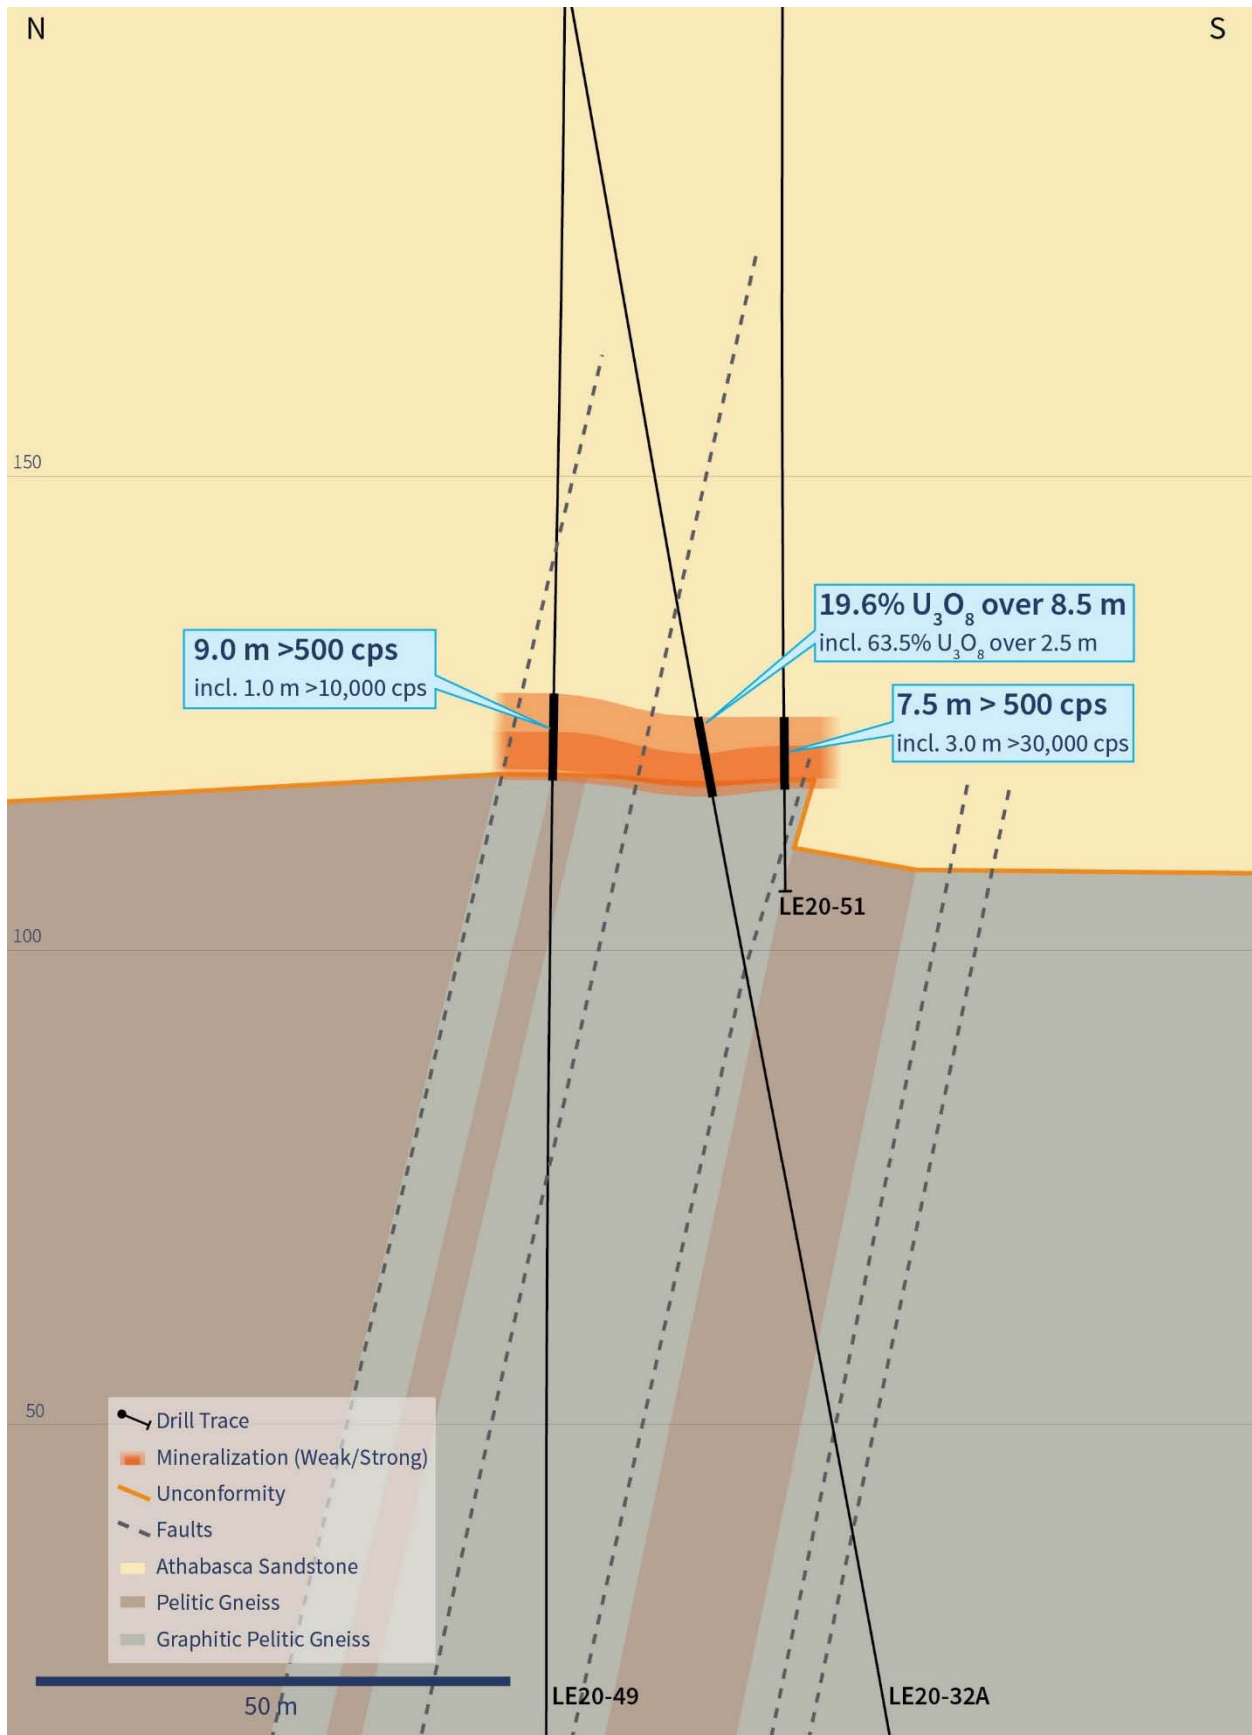 N
S
150
19.6% U₃O₈ over 8.5 m
incl. 63.5% U₃O₈ over 2.5 m
9.0 m >500 cps
incl. 1.0 m >10,000 cps
7.5 m > 500 cps
incl. 3.0 m >30,000 cps
LE20-51
100
50
Drill Trace
Mineralization (Weak/Strong)
Unconformity
Faults
Athabasca Sandstone
Pelitic Gneiss
Graphitic Pelitic Gneiss
50 m
LE20-49
LE20-32A